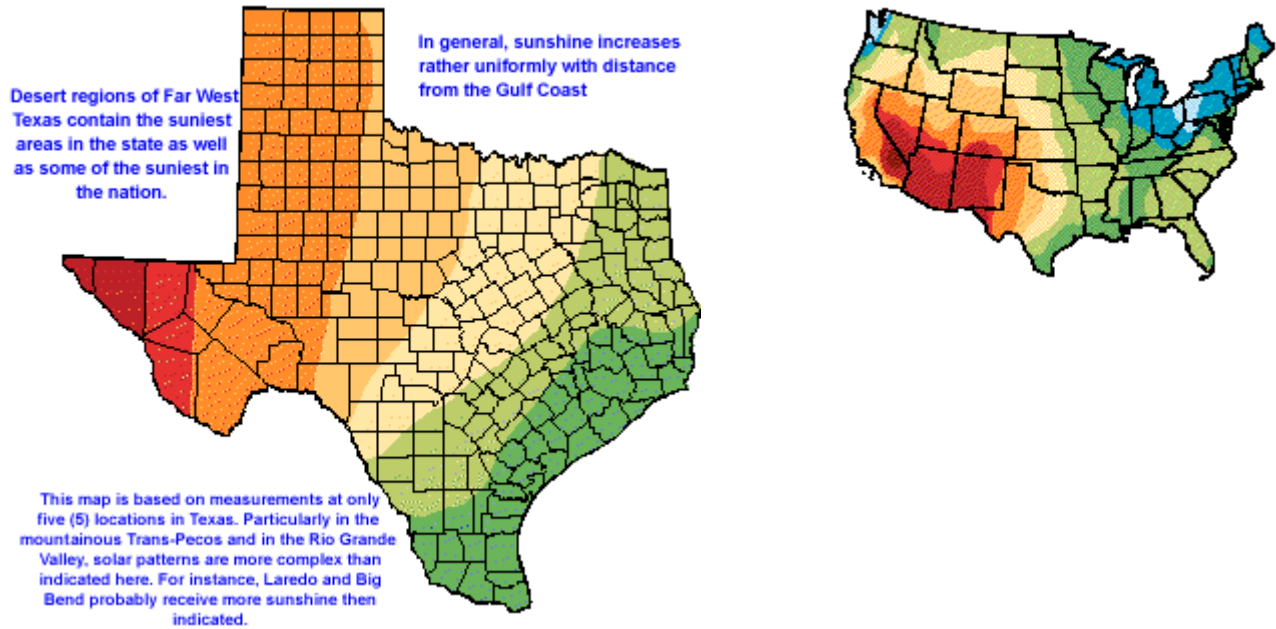 In general, sunshine increases
rather uniformly with distance
from the Gulf Coast
Desert regions of Far West
Texas contain the suniest
areas in the state as well
as some of the suniest in
the nation.
This map is based on measurements at only
five (5) locations in Texas. Particularly in the
mountainous Trans-Pecos and in the Rio Grande
Valley, solar patterns are more complex than
indicated here. For instance, Laredo and Big
Bend probably receive more sunshine then
indicated.